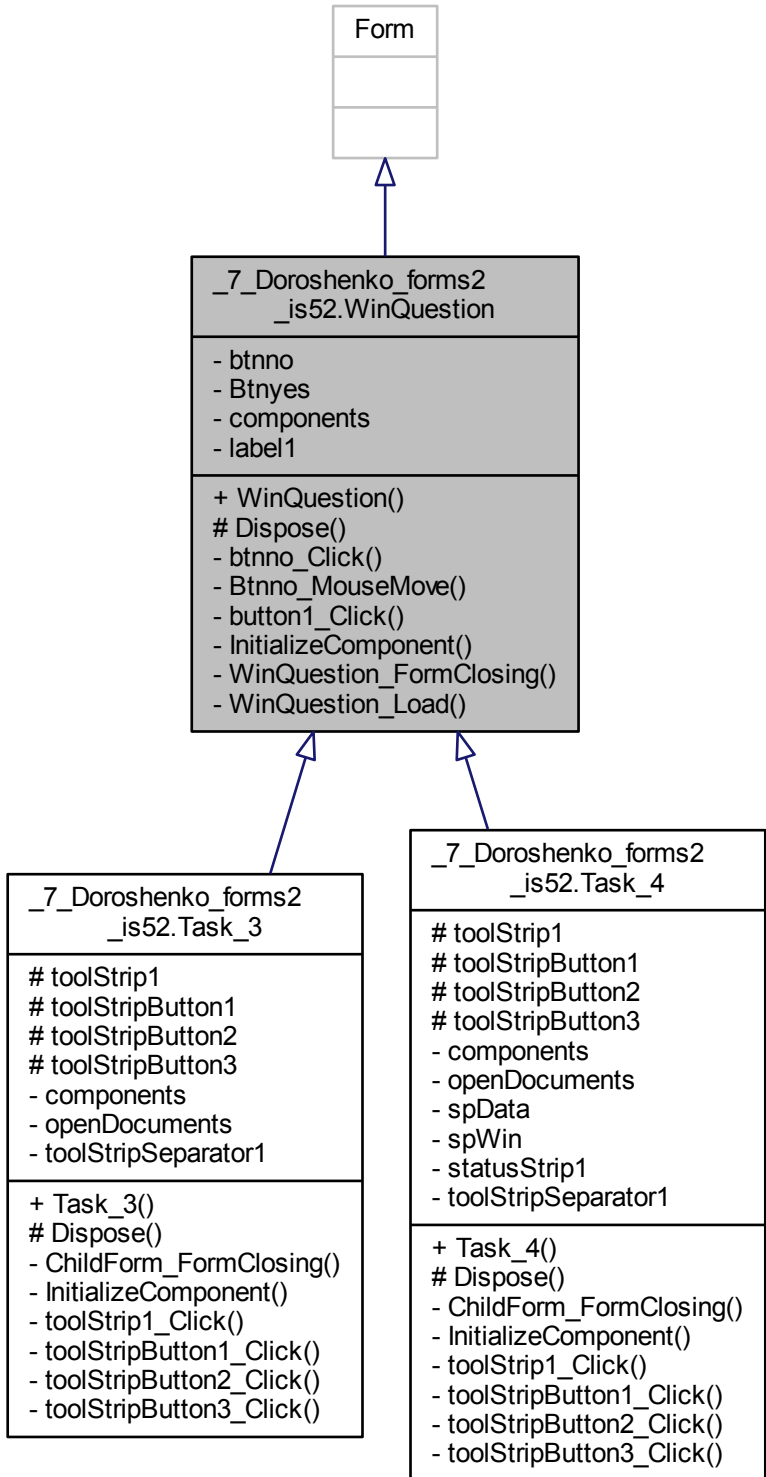 Form
_7_Doroshenko_forms2
_is52.WinQuestion
- btnno
- Btnyes
- components
- label1
+ WinQuestion()
# Dispose()
- btnno_Click()
- Btnno_MouseMove()
- button1_Click()
- InitializeComponent()
- WinQuestion_FormClosing()
- WinQuestion_Load()
_7_Doroshenko_forms2
_is52.Task_3
# toolStrip1
# toolStripButton1
# toolStripButton2
# toolStripButton3
- components
- openDocuments
- toolStripSeparator1
+ Task_3()
# Dispose()
- ChildForm_FormClosing()
- InitializeComponent()
- toolStrip1_Click()
- toolStripButton1_Click()
- toolStripButton2_Click()
- toolStripButton3_Click()
_7_Doroshenko_forms2
_is52.Task_4
# toolStrip1
# toolStripButton1
# toolStripButton2
# toolStripButton3
- components
- openDocuments
- spData
- spWin
- statusStrip1
- toolStripSeparator1
+ Task_4()
# Dispose()
- ChildForm_FormClosing()
- InitializeComponent()
- toolStrip1_Click()
- toolStripButton1_Click()
- toolStripButton2_Click()
- toolStripButton3_Click()